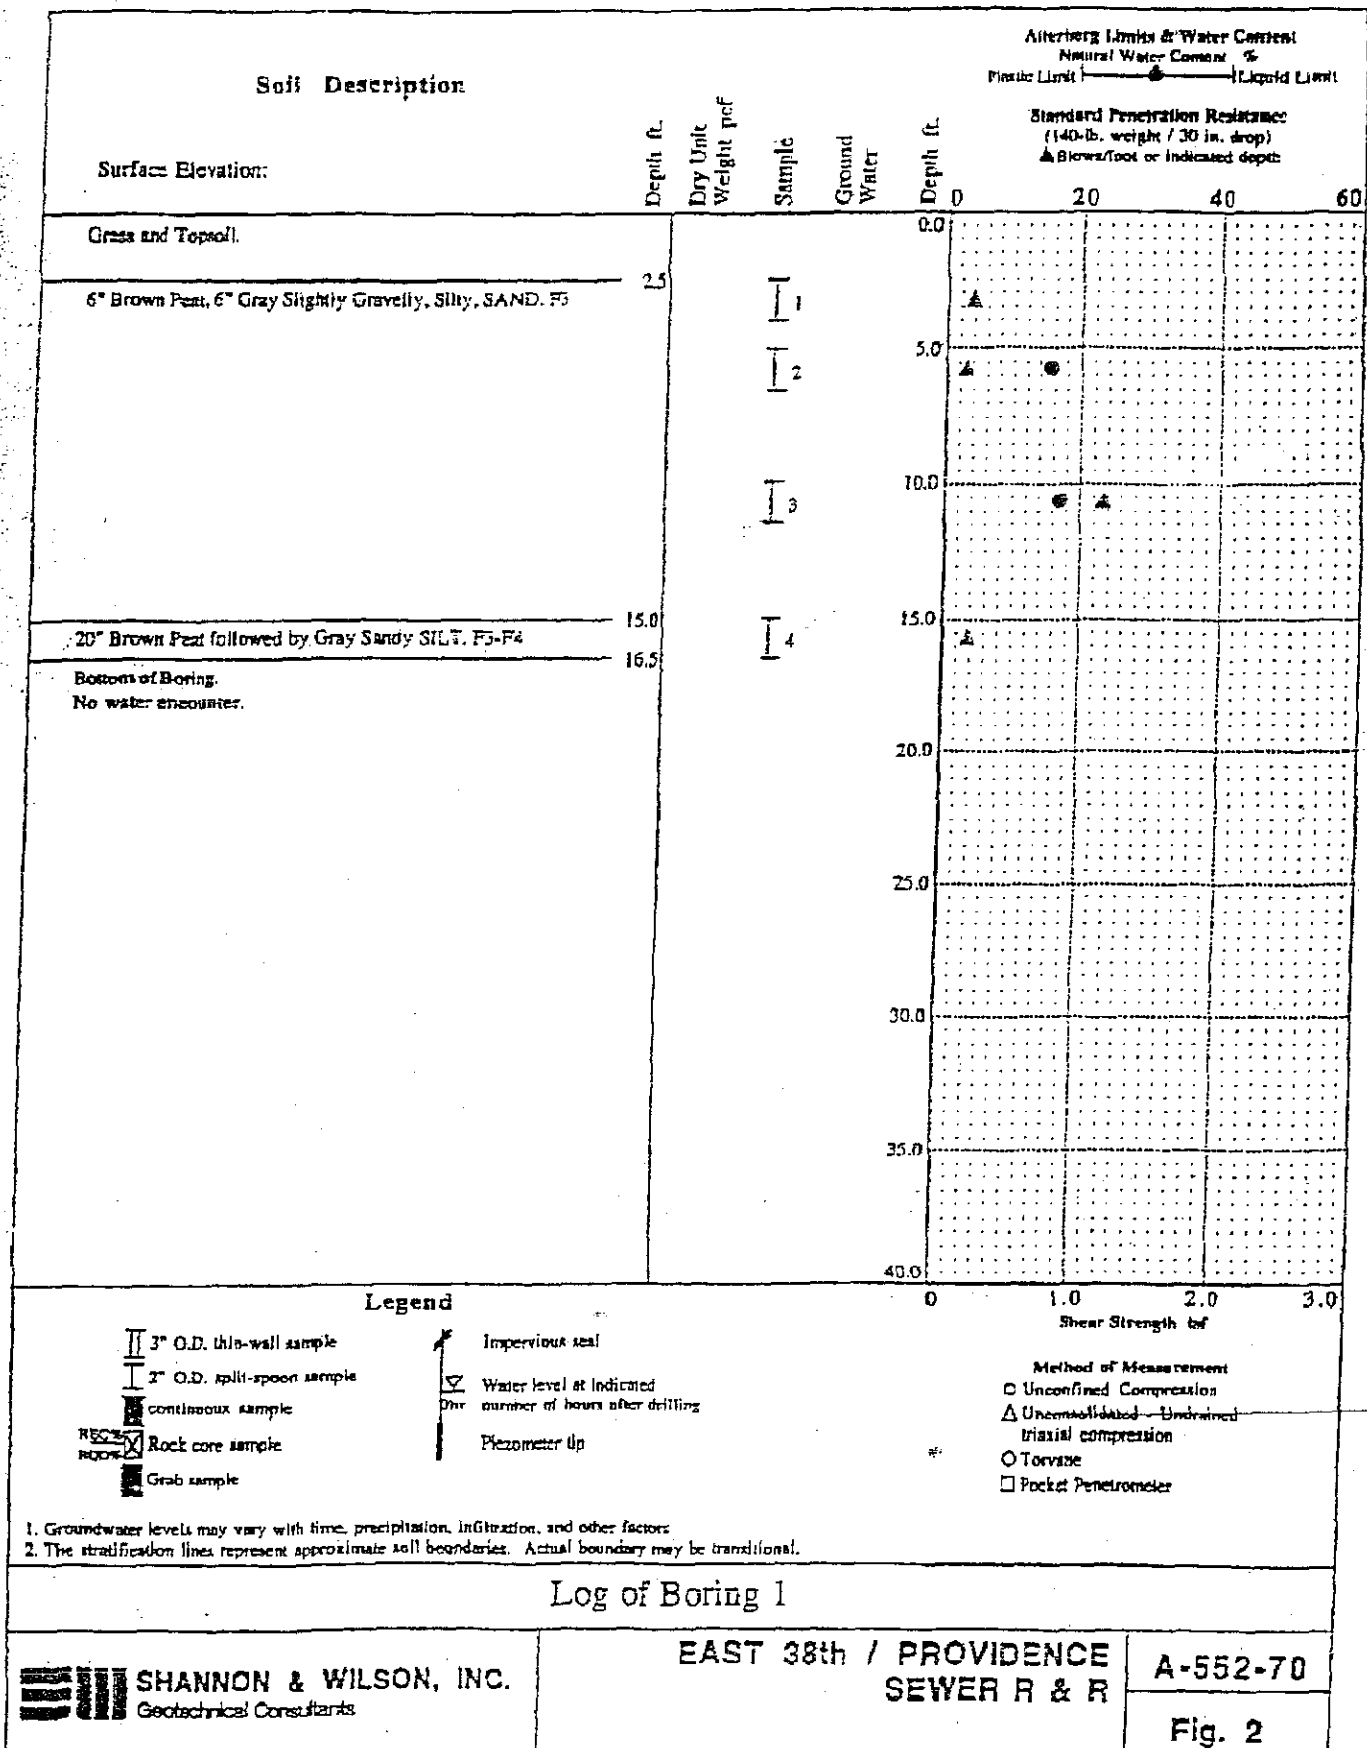 Soil Description
Surface Elevation:
Depth ft.
Dry Unit
Weight pcf
Sample
Ground
Water
Depth ft.
Atterberg Limits & Water Content
Natural Water Content %
Plastic Limit
Liquid Limit
Standard Penetration Resistance
(140-lb. weight / 30 in. drop)
▲ Blows/foot or indicated depth
0 20 40 60
Grass and Topsoil.
2.5
6" Brown Peat, 6" Gray Slightly Gravelly, Silty, SAND. F3
1
2
3
15.0
20" Brown Peat followed by Gray Sandy SILT. F3-F4
4
16.5
Bottom of Boring.
No water encounter.
0.0
5.0
10.0
15.0
20.0
25.0
30.0
35.0
40.0
0 1.0 2.0 3.0
Shear Strength tsf
Legend
3" O.D. thin-wall sample
2" O.D. split-spoon sample
continuous sample
REC%
RQD%
Rock core sample
Grab sample
Impervious seal
Water level at indicated
0hr number of hours after drilling
Piezometer tip
Method of Measurement
Unconfined Compression
Unconsolidated - Undrained
triaxial compression
Torvane
Pocket Penetrometer
1. Groundwater levels may vary with time, precipitation, infiltration, and other factors
2. The stratification lines represent approximate soil boundaries. Actual boundary may be transitional.
Log of Boring 1
SHANNON & WILSON, INC.
Geotechnical Consultants
EAST 38th / PROVIDENCE
SEWER R & R
A-552-70
Fig. 2